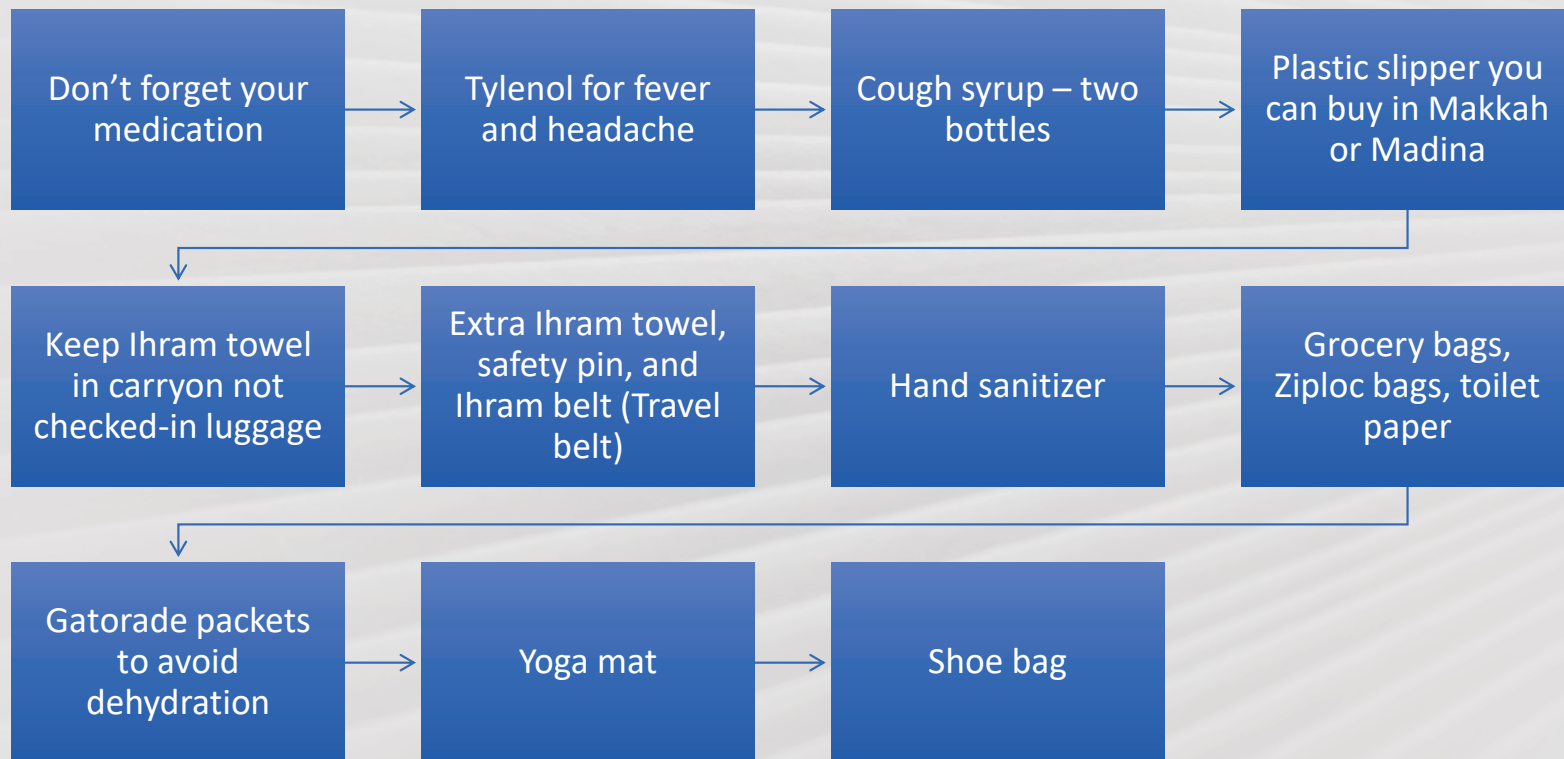 Don’t forget your
medication
Tylenol for fever
and headache
Cough syrup – two
bottles
Plastic slipper you
can buy in Makkah
or Madina
Keep Ihram towel
in carryon not
checked-in luggage
Extra Ihram towel,
safety pin, and
Ihram belt (Travel
belt)
Hand sanitizer
Grocery bags,
Ziploc bags, toilet
paper
Gatorade packets
to avoid
dehydration
Yoga mat
Shoe bag